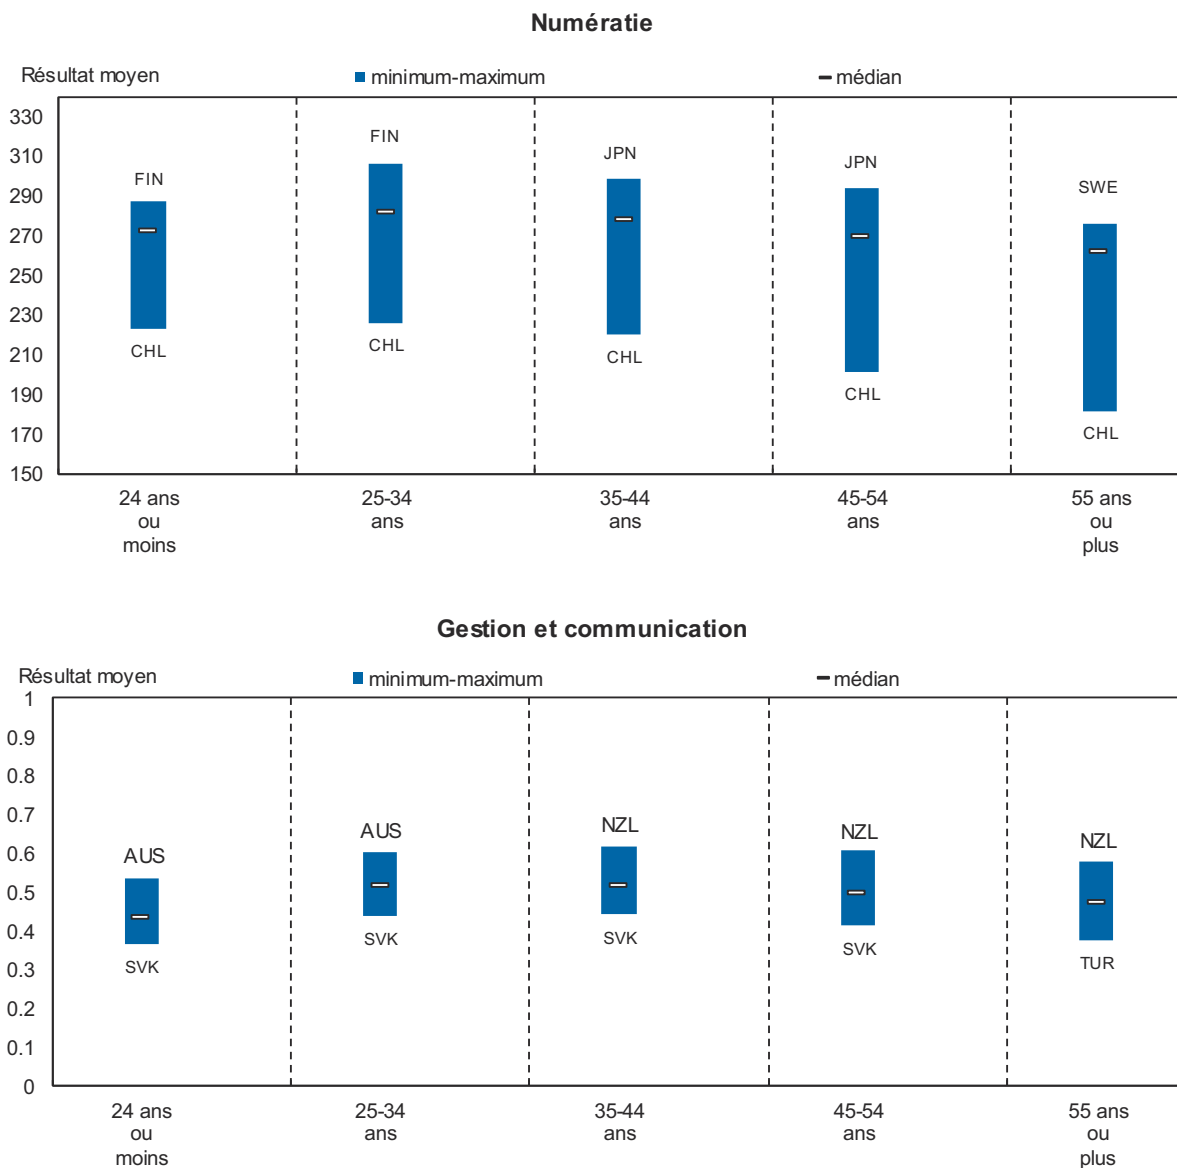 Numératie
Résultat moyen
minimum-maximum
médian
330
310
290
270
250
230
210
190
170
150
FIN
CHL
FIN
CHL
JPN
CHL
JPN
CHL
SWE
CHL
24 ans
ou
moins
25-34
ans
35-44
ans
45-54
ans
55 ans
ou
plus
Gestion et communication
Résultat moyen
minimum-maximum
médian
1
0.9
0.8
0.7
0.6
0.5
0.4
0.3
0.2
0.1
0
AUS
SVK
AUS
SVK
NZL
SVK
NZL
SVK
NZL
TUR
24 ans
ou
moins
25-34
ans
35-44
ans
45-54
ans
55 ans
ou
plus